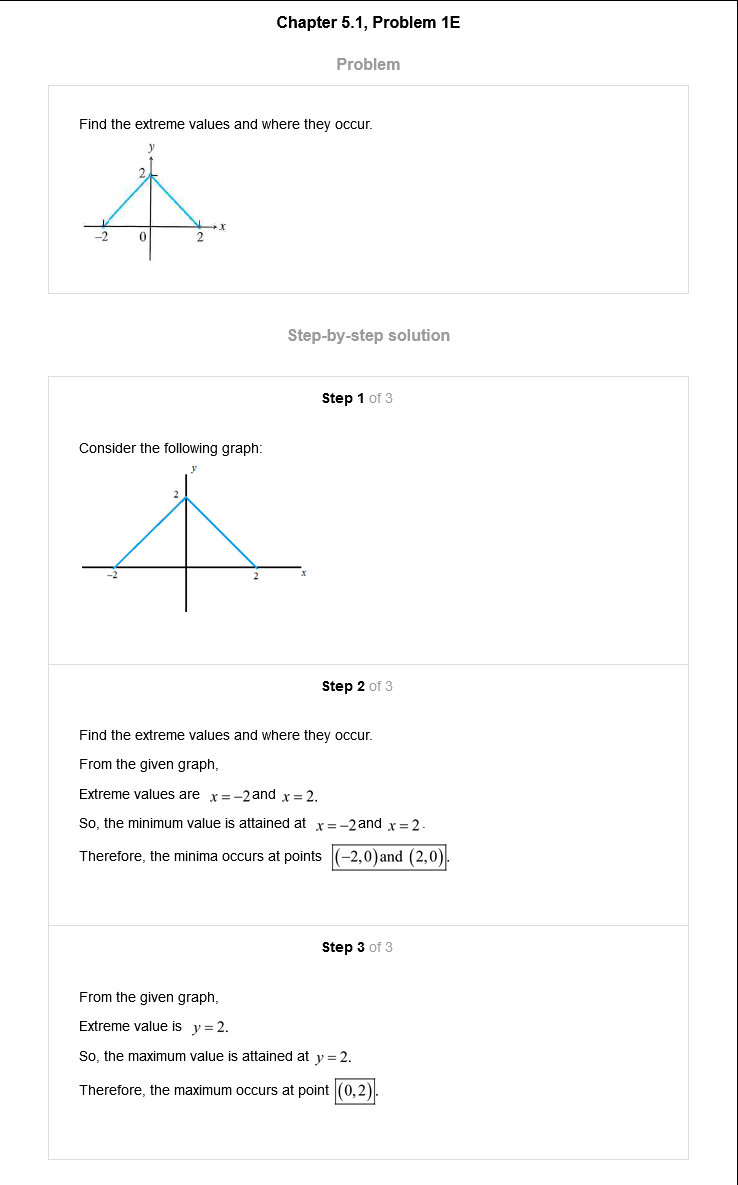 Chapter 5.1, Problem 1E
Problem
Find the extreme values and where they occur.
y
2
-2 0 2 x
Step-by-step solution
Step 1 of 3
Consider the following graph:
y
2
-2 2 x
Step 2 of 3
Find the extreme values and where they occur.
From the given graph,
Extreme values are x = −2 and x = 2.
So, the minimum value is attained at x = −2 and x = 2.
Therefore, the minima occurs at points (−2,0) and (2,0).
Step 3 of 3
From the given graph,
Extreme value is y = 2.
So, the maximum value is attained at y = 2.
Therefore, the maximum occurs at point (0,2).